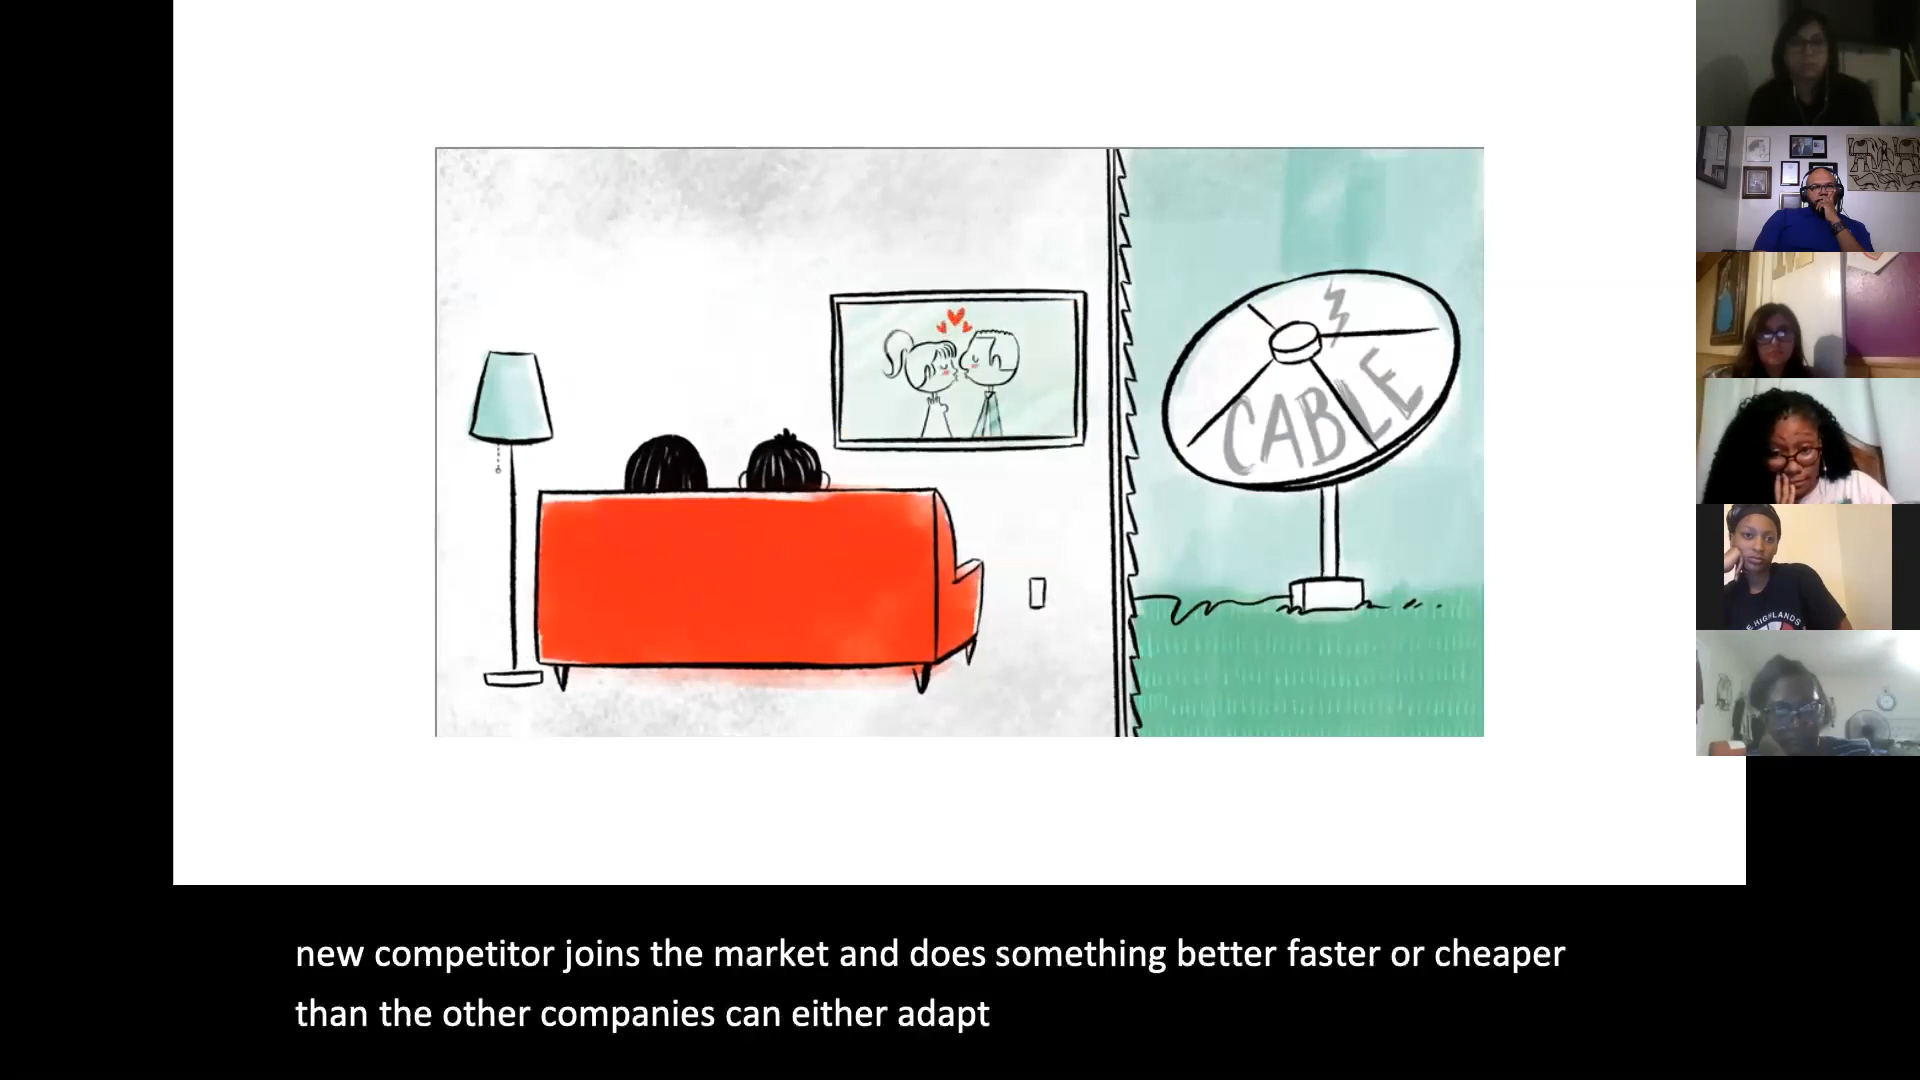 CABLE
E HIGHLANDS
new competitor joins the market and does something better faster or cheaper
than the other companies can either adapt